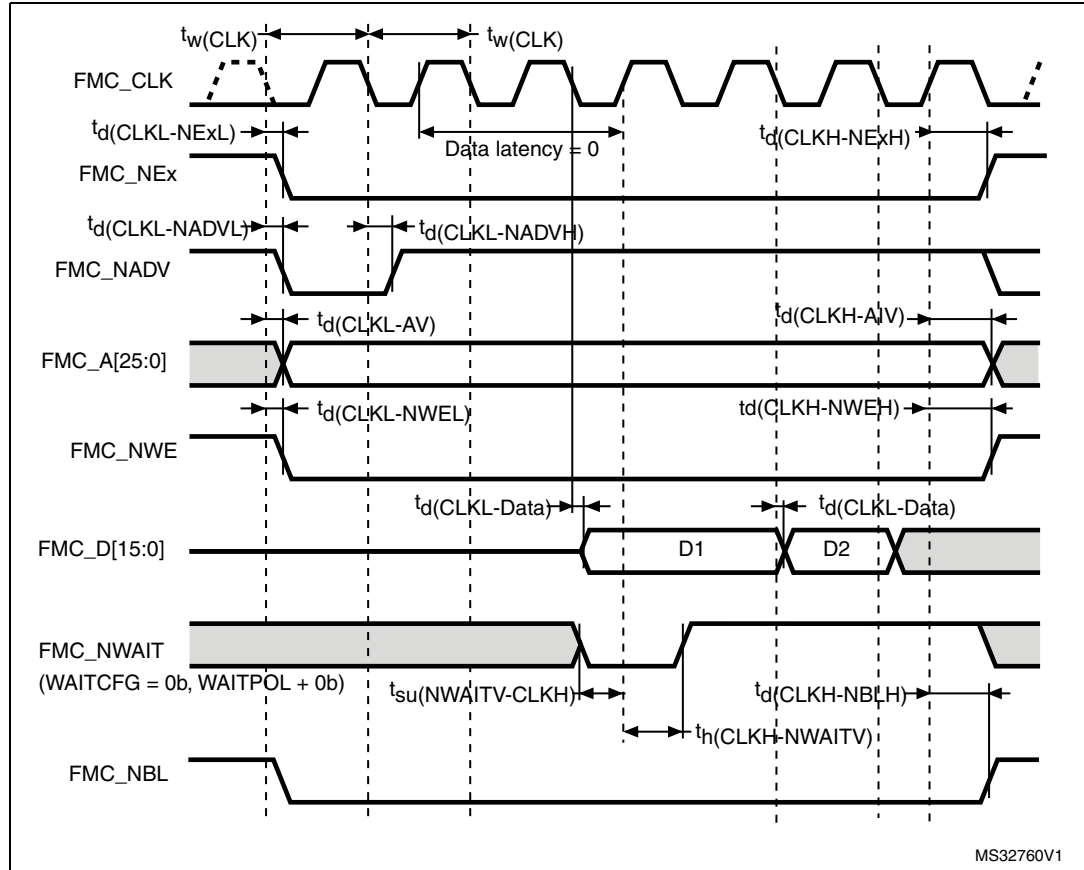 tw(CLK) tw(CLK)
FMC_CLK
td(CLKL-NExL) Data latency = 0 td(CLKH-NExH)
FMC_NEx
td(CLKL-NADVL) td(CLKL-NADVH)
FMC_NADV
td(CLKL-AV) td(CLKH-AIV)
FMC_A[25:0]
td(CLKL-NWEL) td(CLKH-NWEH)
FMC_NWE
td(CLKL-Data) td(CLKL-Data)
FMC_D[15:0] D1 D2
FMC_NWAIT
(WAITCFG = 0b, WAITPOL + 0b)
tsu(NWAITV-CLKH) td(CLKH-NBLH)
th(CLKH-NWAITV)
FMC_NBL
MS32760V1